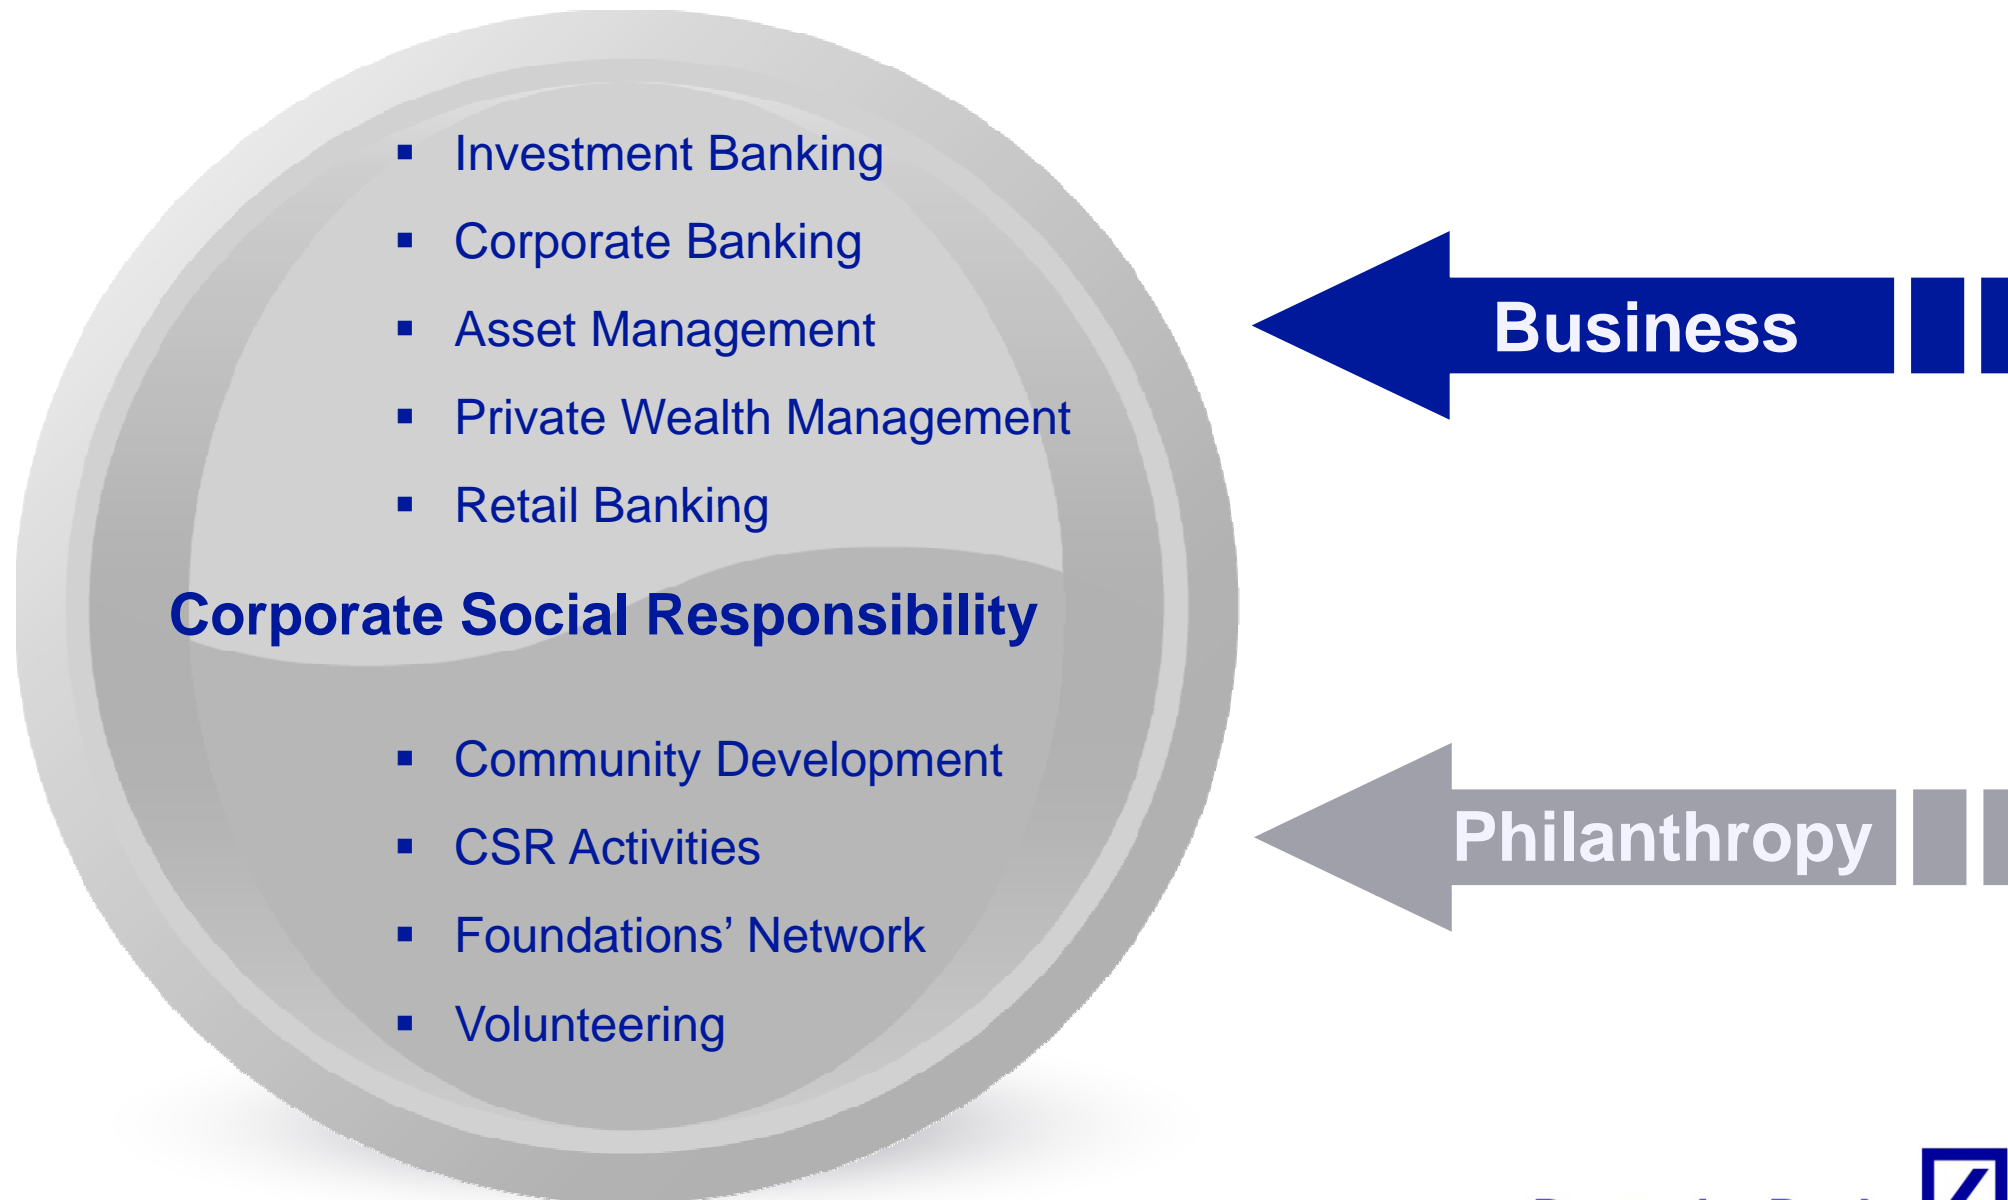 ▪ Investment Banking
▪ Corporate Banking
▪ Asset Management
▪ Private Wealth Management
▪ Retail Banking
Business
Corporate Social Responsibility
▪ Community Development
▪ CSR Activities
▪ Foundations’ Network
▪ Volunteering
Philanthropy